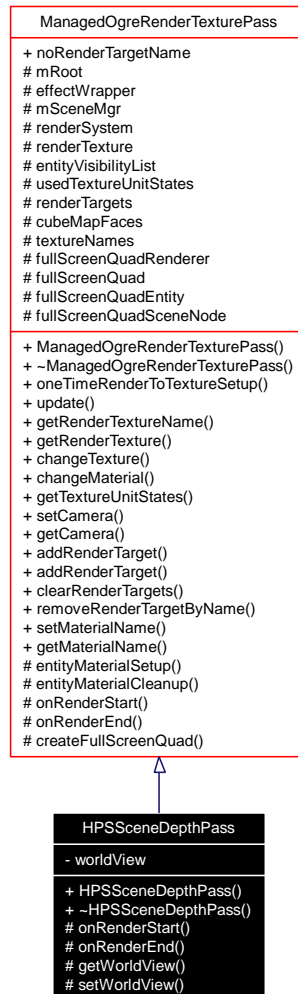 ManagedOgreRenderTexturePass
+ noRenderTargetName
# mRoot
# effectWrapper
# mSceneMgr
# renderSystem
# renderTexture
# entityVisibilityList
# usedTextureUnitStates
# renderTargets
# cubeMapFaces
# textureNames
# fullScreenQuadRenderer
# fullScreenQuad
# fullScreenQuadEntity
# fullScreenQuadSceneNode
+ ManagedOgreRenderTexturePass()
+ ~ManagedOgreRenderTexturePass()
+ oneTimeRenderToTextureSetup()
+ update()
+ getRenderTextureName()
+ getRenderTexture()
+ changeTexture()
+ changeMaterial()
+ getTextureUnitStates()
+ setCamera()
+ getCamera()
+ addRenderTarget()
+ addRenderTarget()
+ clearRenderTargets()
+ removeRenderTargetByName()
+ setMaterialName()
+ getMaterialName()
# entityMaterialSetup()
# entityMaterialCleanup()
# onRenderStart()
# onRenderEnd()
# createFullScreenQuad()
HPSSceneDepthPass
- worldView
+ HPSSceneDepthPass()
+ ~HPSSceneDepthPass()
# onRenderStart()
# onRenderEnd()
# getWorldView()
# setWorldView()